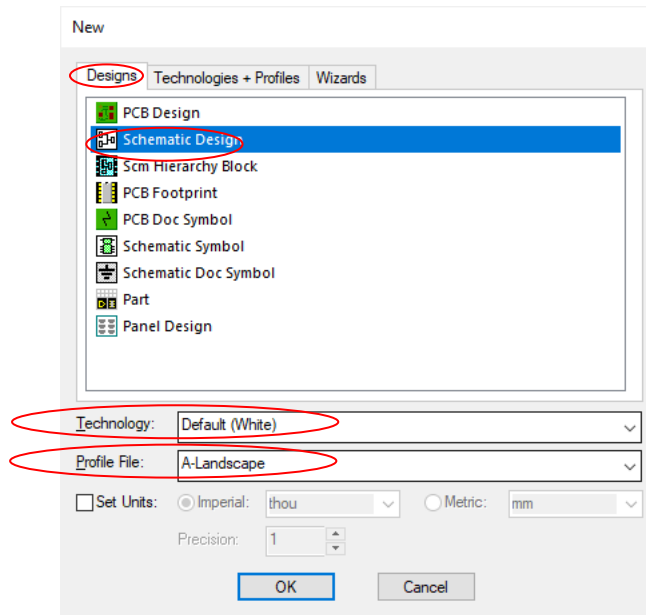 New
Designs Technologies + Profiles Wizards
PCB Design
Schematic Design
Scm Hierarchy Block
PCB Footprint
PCB Doc Symbol
Schematic Symbol
Schematic Doc Symbol
Part
Panel Design
Technology: Default (White)
Profile File: A-Landscape
Set Units: Imperial: thou Metric: mm
Precision: 1
OK Cancel